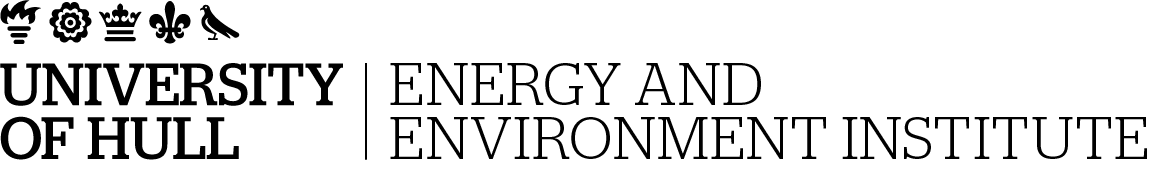 UNIVERSITY
OF HULL
ENERGY AND
ENVIRONMENT INSTITUTE